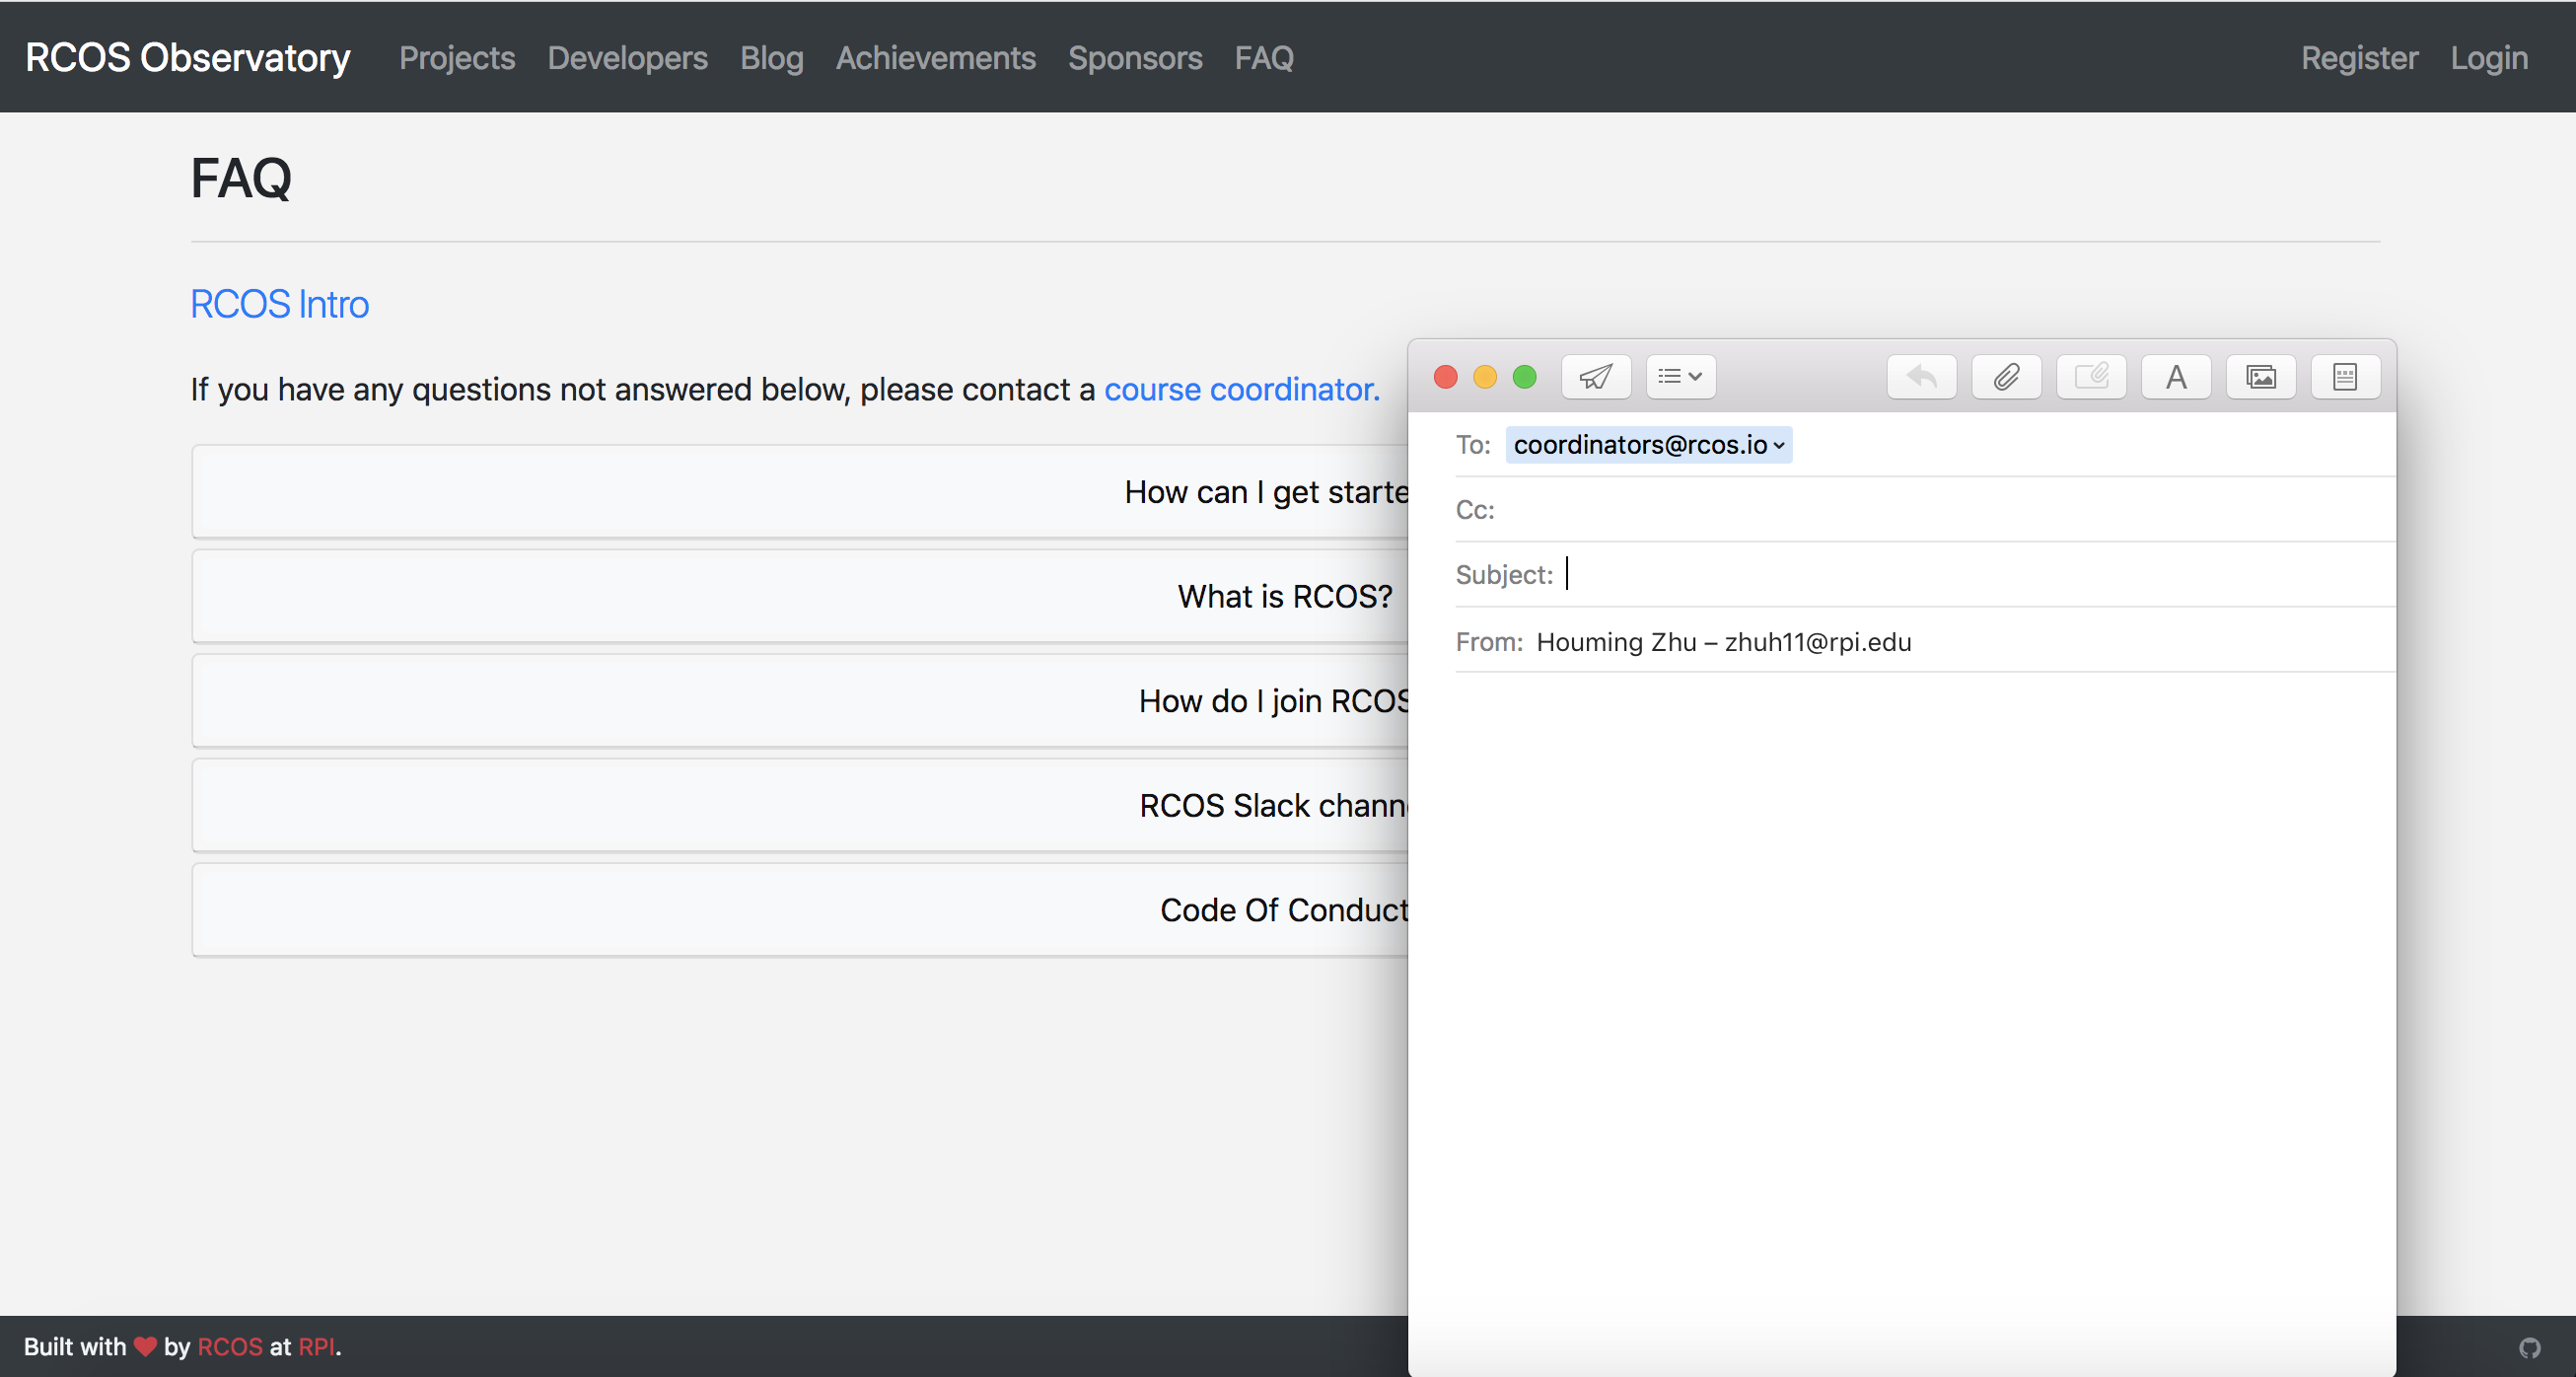 RCOS Observatory Projects Developers Blog Achievements Sponsors FAQ Register Login
FAQ
RCOS Intro
If you have any questions not answered below, please contact a course coordinator.
How can I get starte
What is RCOS?
How do I join RCOS
RCOS Slack chann
Code Of Conduct
To: coordinators@rcos.io
Cc:
Subject:
From: Houming Zhu – zhuh11@rpi.edu
Built with ❤ by RCOS at RPI.